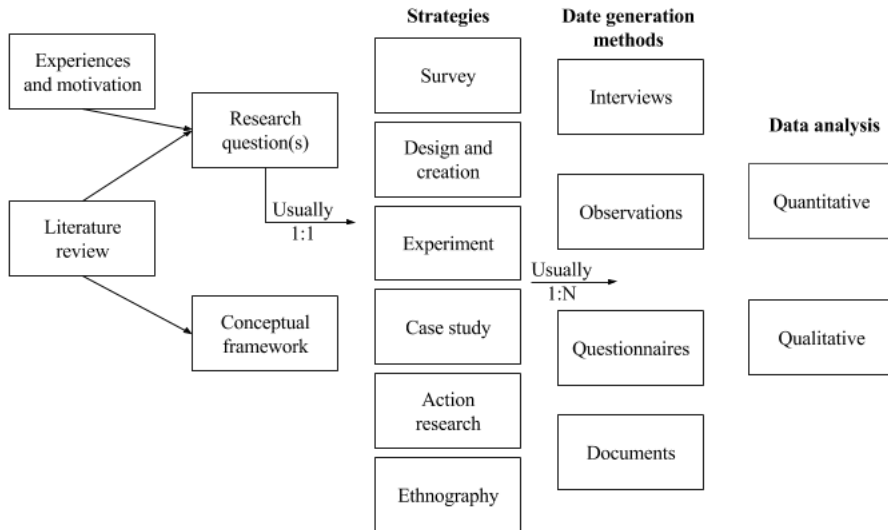 Experiences
and motivation
Literature
review
Research
question(s)
Conceptual
framework
Usually
1:1
Strategies
Survey
Design and
creation
Experiment
Case study
Action
research
Ethnography
Usually
1:N
Date generation
methods
Interviews
Observations
Questionnaires
Documents
Data analysis
Quantitative
Qualitative